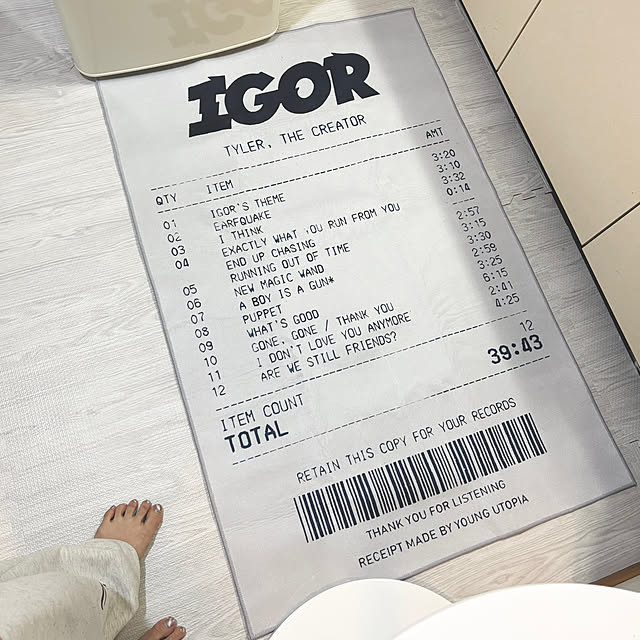 IGOR
TYLER, THE CREATOR
QTY ITEM AMT
01 IGOR'S THEME 3:20
02 EARFQUAKE 3:10
03 I THINK 3:32
04 EXACTLY WHAT YOU RUN FROM YOU 0:14
END UP CHASING
05 RUNNING OUT OF TIME 2:57
06 NEW MAGIC WAND 3:15
07 A BOY IS A GUN* 3:30
08 PUPPET 2:59
09 WHAT'S GOOD 3:25
10 GONE, GONE / THANK YOU 6:15
11 I DON'T LOVE YOU ANYMORE 2:41
12 ARE WE STILL FRIENDS? 4:25
ITEM COUNT 12
TOTAL 39:43
RETAIN THIS COPY FOR YOUR RECORDS
THANK YOU FOR LISTENING
RECEIPT MADE BY YOUNG UTOPIA